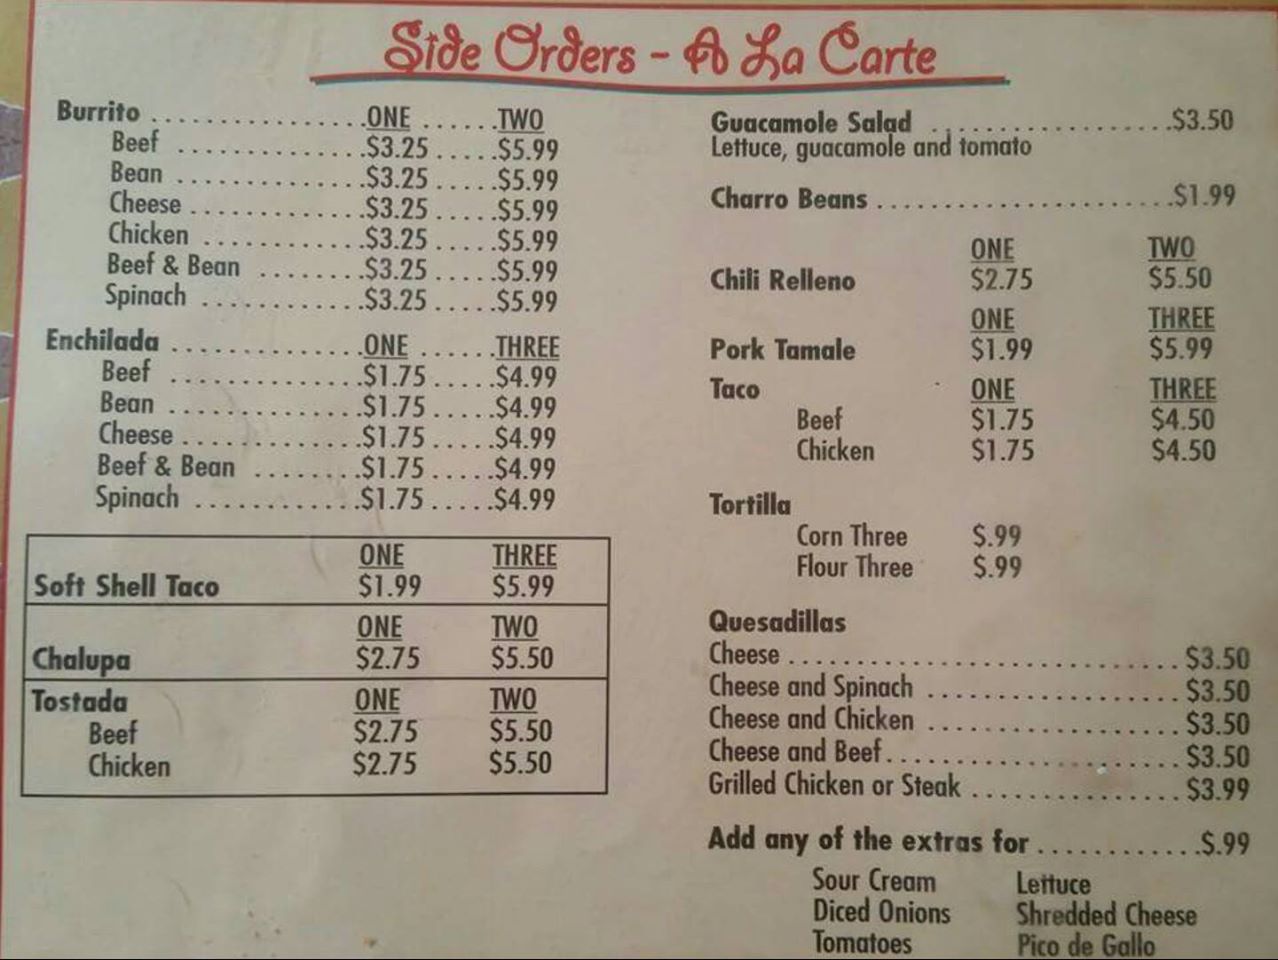 Side Orders - A La Carte
Burrito ................ONE ......TWO
Beef ..............$3.25.....$5.99
Bean ..............$3.25.....$5.99
Cheese .............$3.25.....$5.99
Chicken ............$3.25.....$5.99
Beef & Bean ........$3.25.....$5.99
Spinach ............$3.25.....$5.99
Enchilada ..............ONE ......THREE
Beef ..............$1.75.....$4.99
Bean ..............$1.75.....$4.99
Cheese .............$1.75.....$4.99
Beef & Bean ........$1.75.....$4.99
Spinach ............$1.75.....$4.99
ONE THREE
Soft Shell Taco $1.99 $5.99
ONE TWO
Chalupa $2.75 $5.50
Tostada ONE TWO
Beef $2.75 $5.50
Chicken $2.75 $5.50
Guacamole Salad ..................$3.50
Lettuce, guacamole and tomato
Charro Beans ......................$1.99
ONE TWO
Chili Relleno $2.75 $5.50
ONE THREE
Pork Tamale $1.99 $5.99
Taco ONE THREE
Beef $1.75 $4.50
Chicken $1.75 $4.50
Tortilla
Corn Three $.99
Flour Three $.99
Quesadillas
Cheese .............................$3.50
Cheese and Spinach ...................$3.50
Cheese and Chicken ...................$3.50
Cheese and Beef......................$3.50
Grilled Chicken or Steak ...............$3.99
Add any of the extras for ............$.99
Sour Cream Lettuce
Diced Onions Shredded Cheese
Tomatoes Pico de Gallo